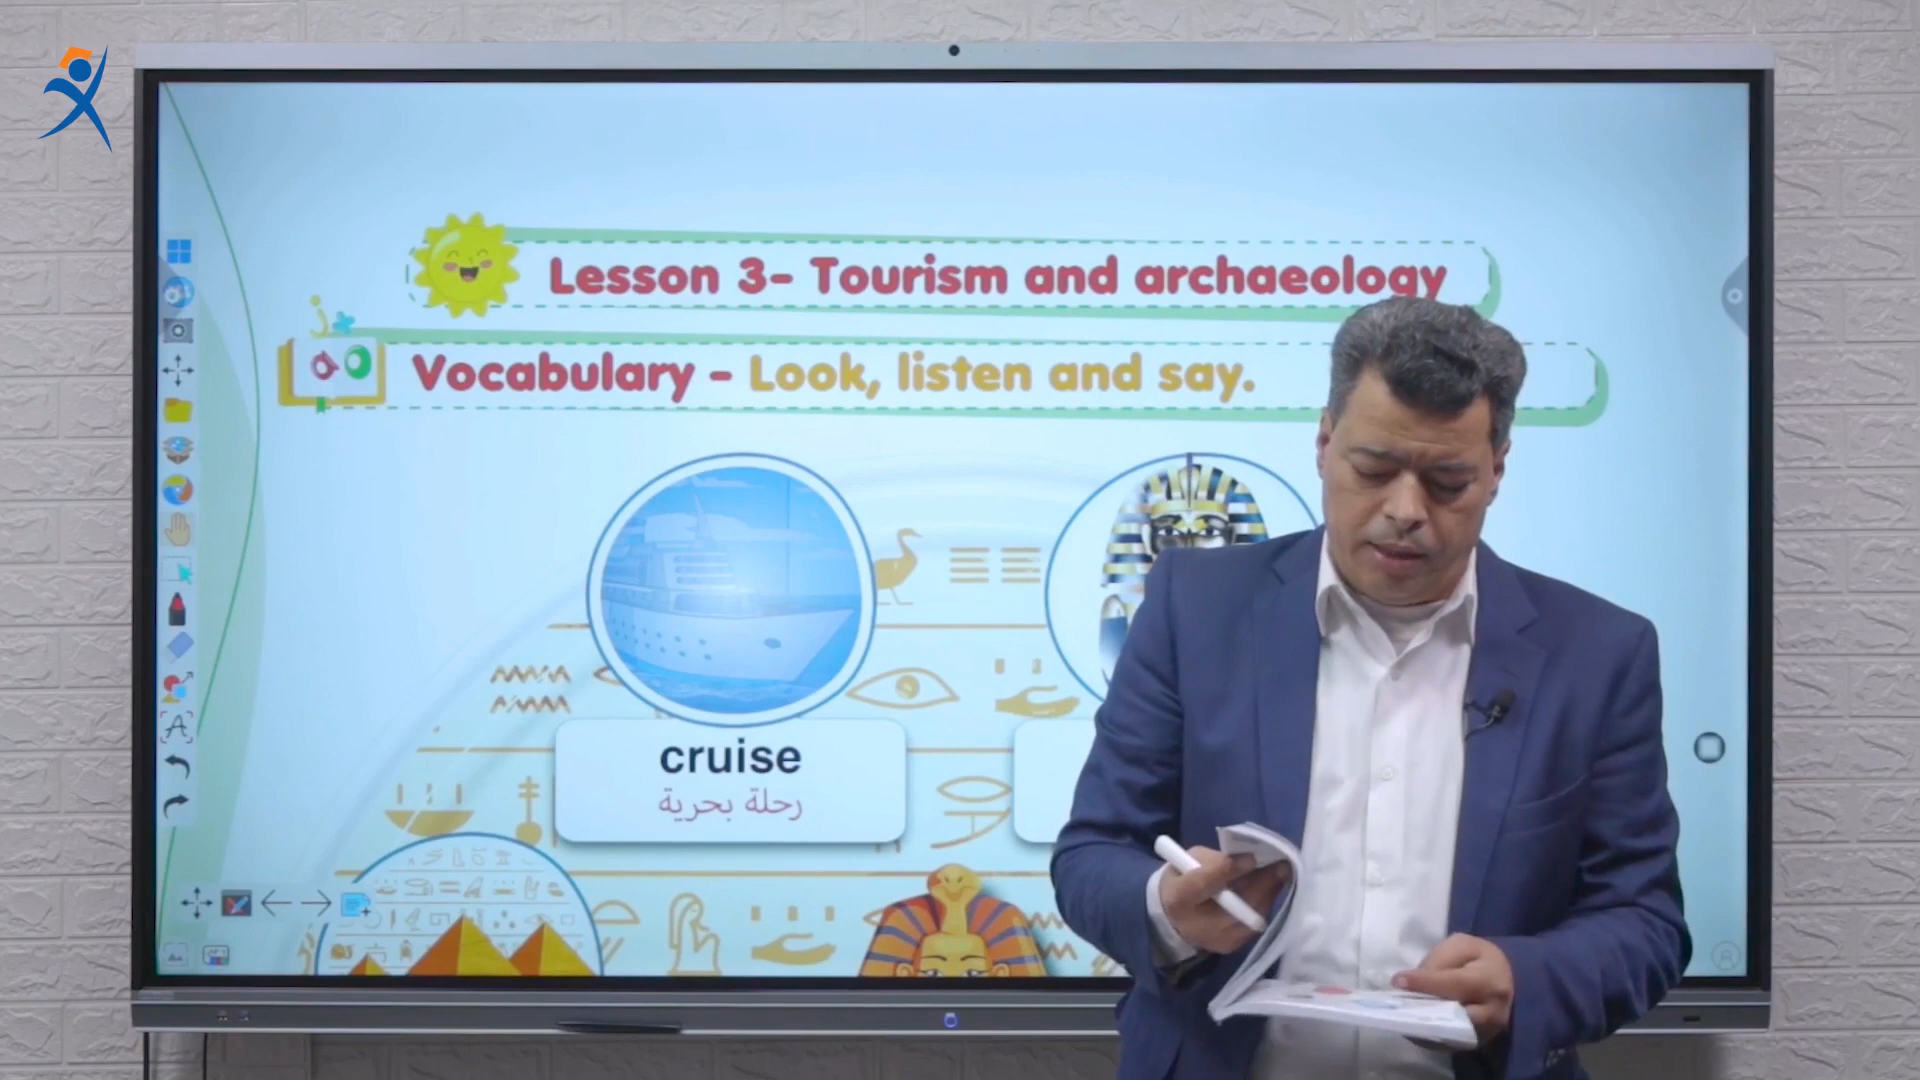 Lesson 3- Tourism and archaeology
Vocabulary - Look, listen and say.
cruise
رحلة بحرية